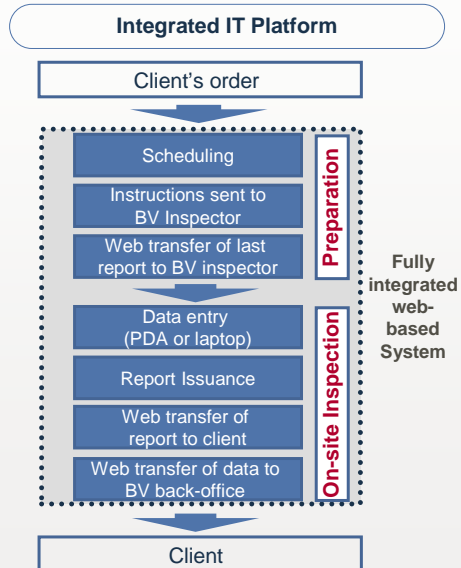 Integrated IT Platform
Client's order
Scheduling
Instructions sent to
BV Inspector
Web transfer of last
report to BV inspector
Preparation
Data entry
(PDA or laptop)
Report Issuance
Web transfer of
report to client
Web transfer of data to
BV back-office
On-site Inspection
Fully
integrated
web-
based
System
Client